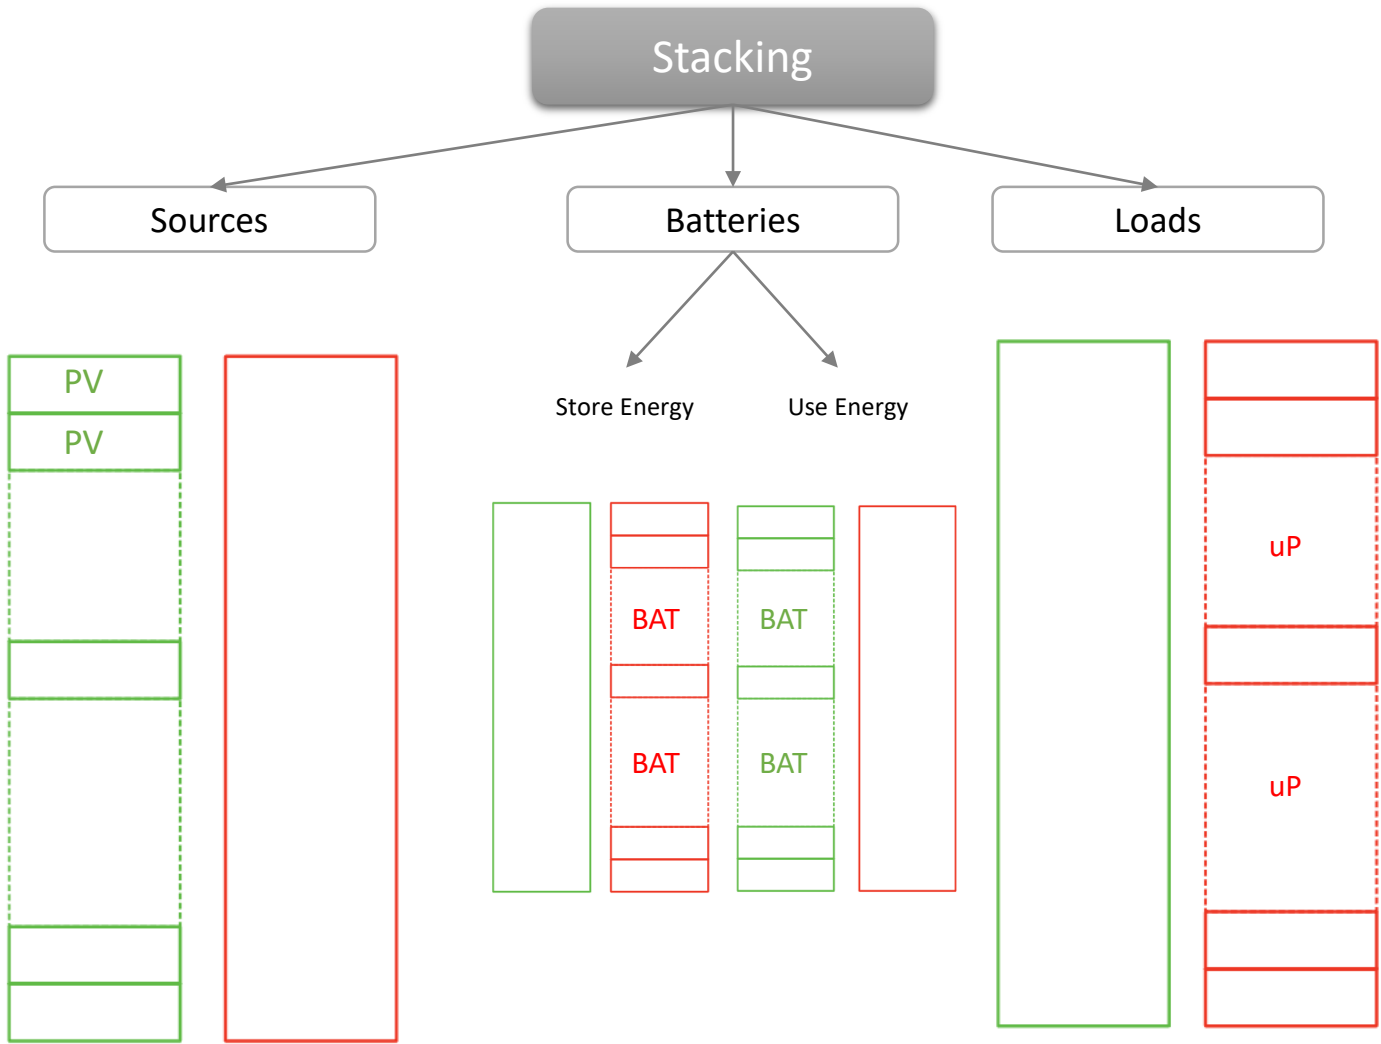 Stacking
Sources
Batteries
Loads
Store Energy
Use Energy
PV
PV
BAT
BAT
BAT
BAT
uP
uP